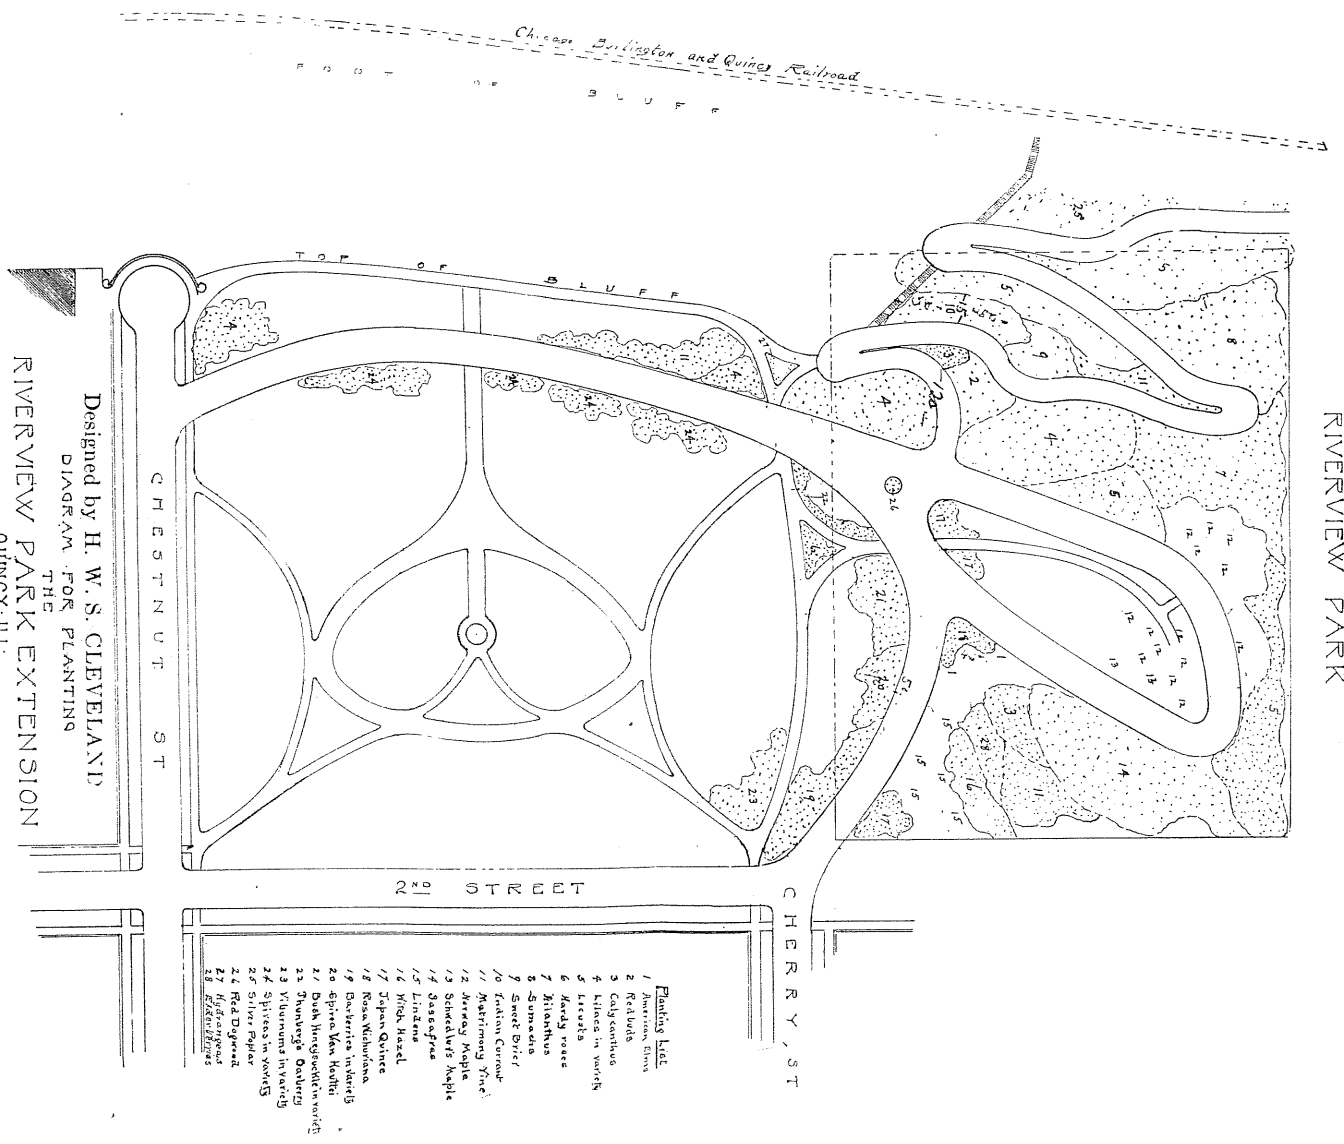 Chicago Burlington and Quincy Railroad
FOOT OF BLUFF
TOP OF BLUFF
RIVERVIEW PARK
Designed by H. W. S. CLEVELAND
DIAGRAM FOR PLANTING
THE
RIVERVIEW PARK EXTENSION
QUINCY. ILL.
CHESTNUT ST
2ND STREET
CHERRY, ST
Planting List
1 American Elms
2 Redbuds
3 Calycanthus
4 Lilacs in variety
5 Locusts
6 Hardy roses
7 Ailanthus
8 Sumachs
9 Sweet Brier
10 Indian Currant
11 Matrimony Vine
12 Norway Maple
13 Schwedler's Maple
14 Sassafras
15 Lindens
16 Witch Hazel
17 Japan Quince
18 Rosa Wichuriana
19 Barberries in variety
20 Spirea Van Houttei
21 Bush Honeysuckle in variety
22 Thunberg's Barberry
23 Viburnums in variety
24 Spireas in variety
25 Silver Poplar
26 Red Dogwood
27 Hydrangeas
28 Elderberries